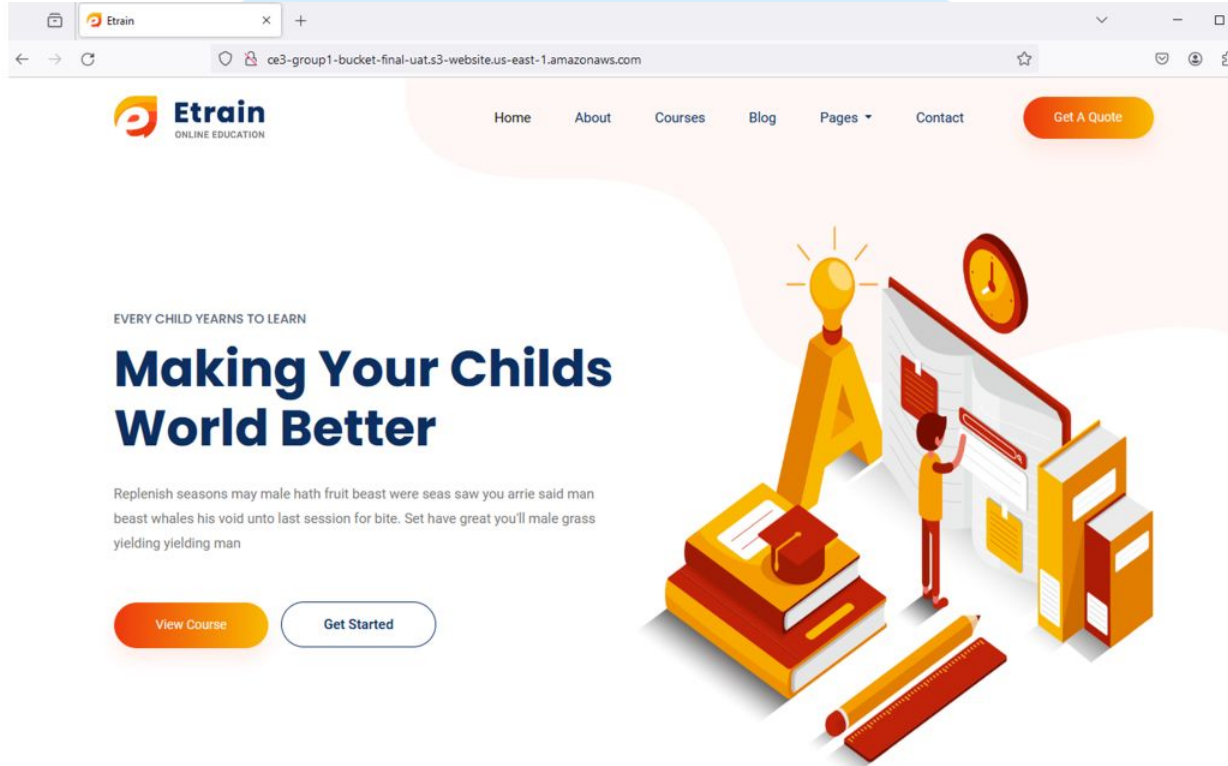 Etrain
ce3-group1-bucket-final-uat.s3-website.us-east-1.amazonaws.com
Etrain
ONLINE EDUCATION
Home About Courses Blog Pages Contact Get A Quote
EVERY CHILD YEARNS TO LEARN
Making Your Childs
World Better
Replenish seasons may male hath fruit beast were seas saw you arrie said man
beast whales his void unto last session for bite. Set have great you'll male grass
yielding yielding man
View Course Get Started